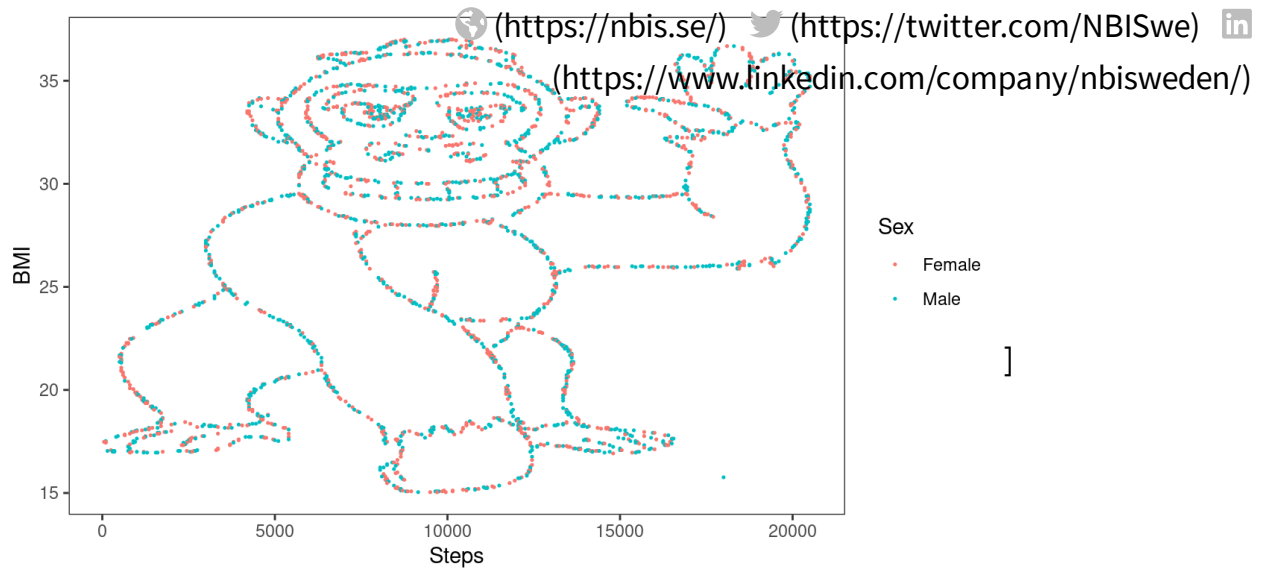 (https://nbis.se/) (https://twitter.com/NBISwe)
(https://www.linkedin.com/company/nbisweden/)
35
30
25
20
15
BMI
0 5000 10000 15000 20000
Steps
Sex
Female
Male
]